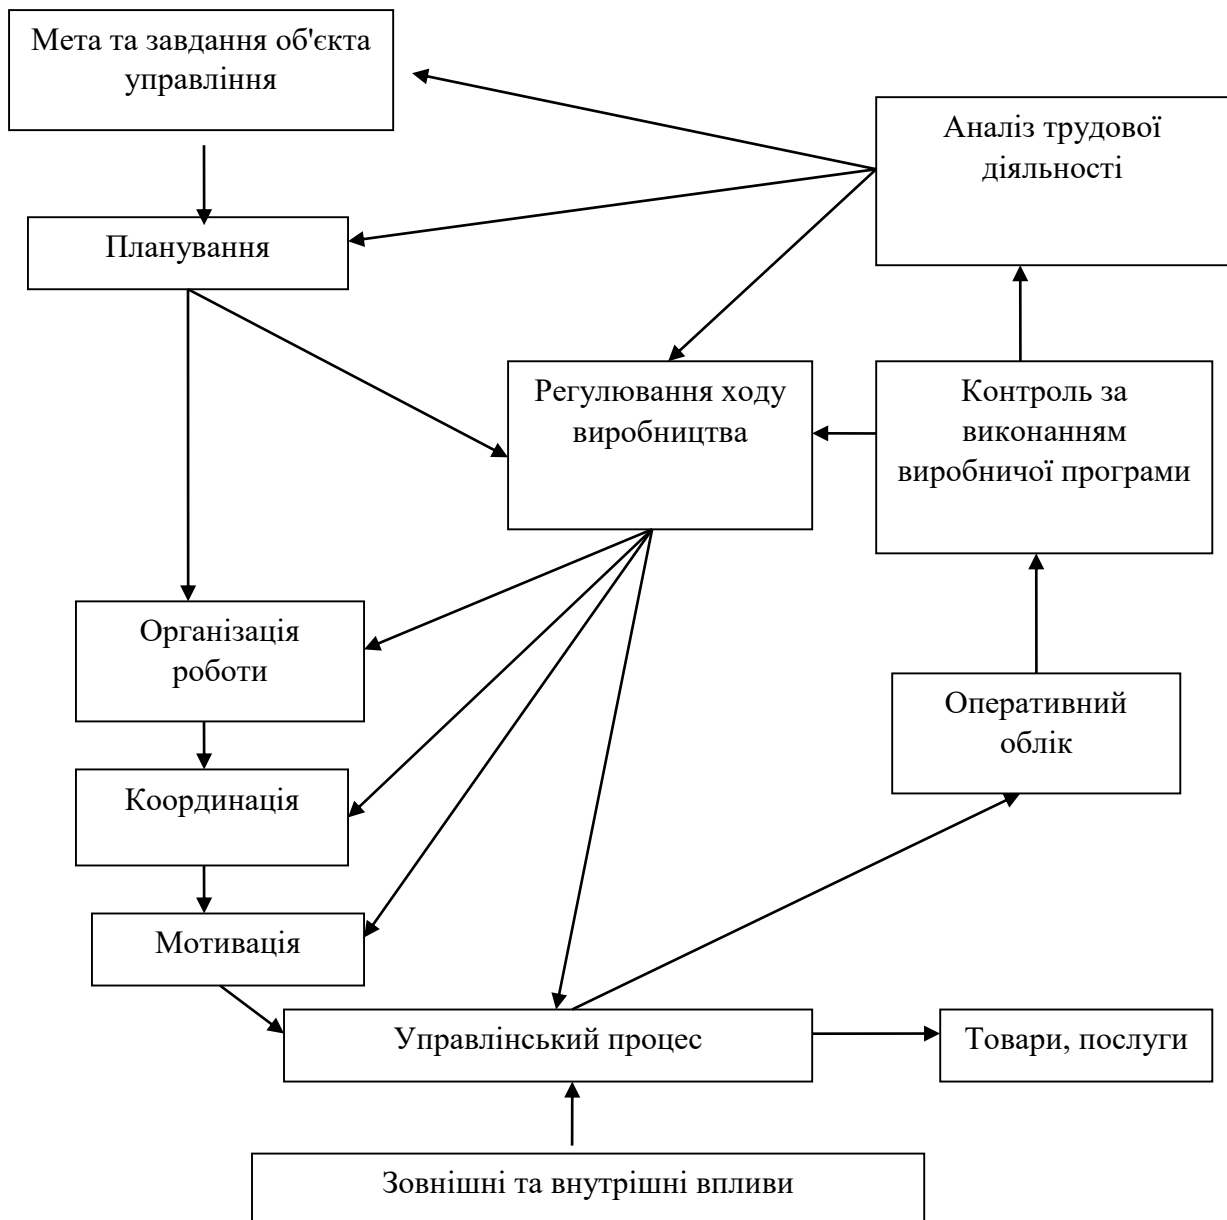 Мета та завдання об'єкта
управління
Аналіз трудової
діяльності
Планування
Регулювання ходу
виробництва
Контроль за
виконанням
виробничої програми
Організація
роботи
Оперативний
облік
Координація
Мотивація
Управлінський процес
Товари, послуги
Зовнішні та внутрішні впливи